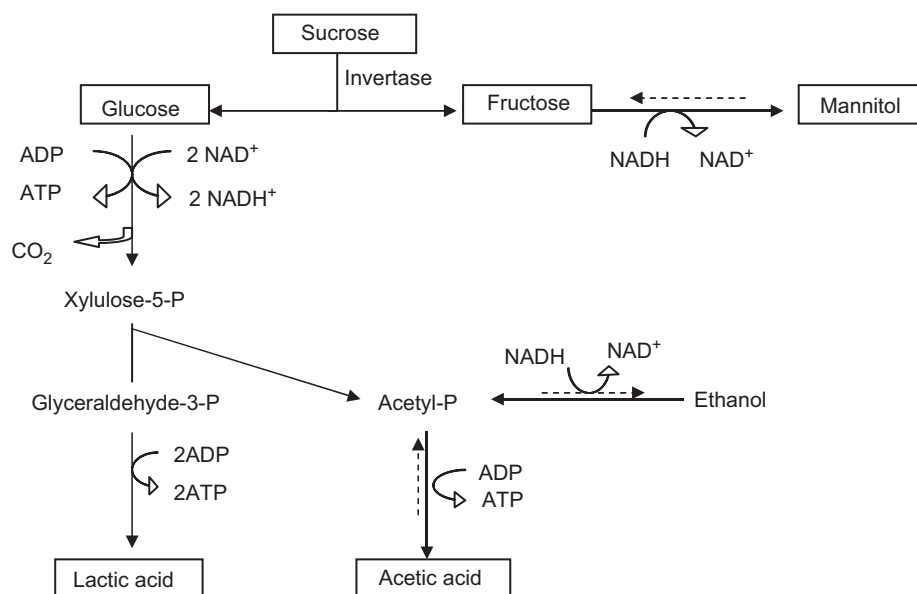 Sucrose
Invertase
Glucose
Fructose
Mannitol
ADP
2 NAD⁺
NADH
NAD⁺
ATP
2 NADH⁺
CO₂
Xylulose-5-P
NADH
NAD⁺
Glyceraldehyde-3-P
Acetyl-P
Ethanol
2ADP
2ATP
ADP
ATP
Lactic acid
Acetic acid